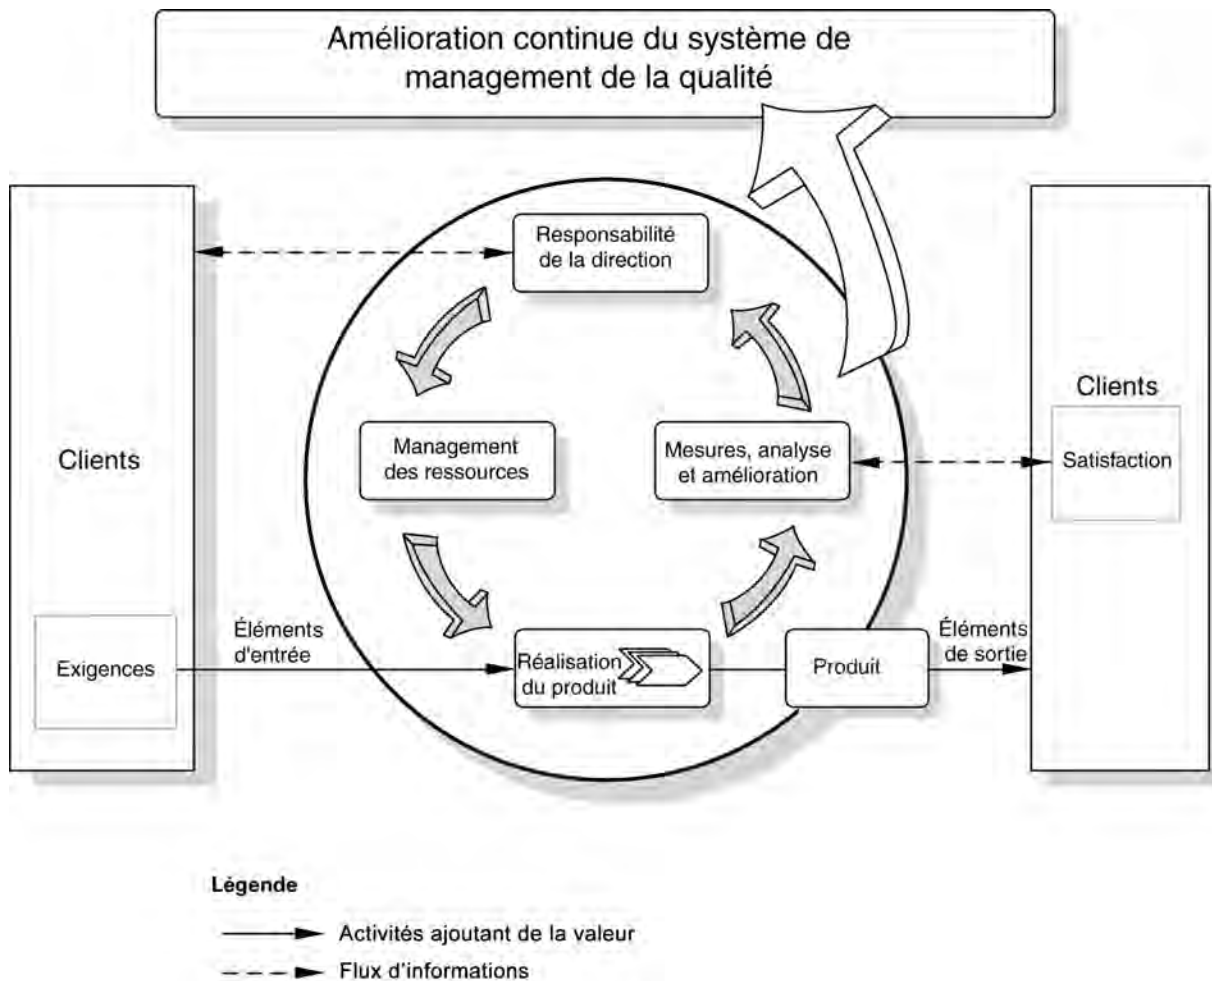 Amélioration continue du système de
management de la qualité
Responsabilité
de la direction
Clients
Management
des ressources
Mesures, analyse
et amélioration
Clients
Satisfaction
Exigences
Éléments
d'entrée
Réalisation
du produit
Produit
Éléments
de sortie
Légende
Activités ajoutant de la valeur
Flux d'informations